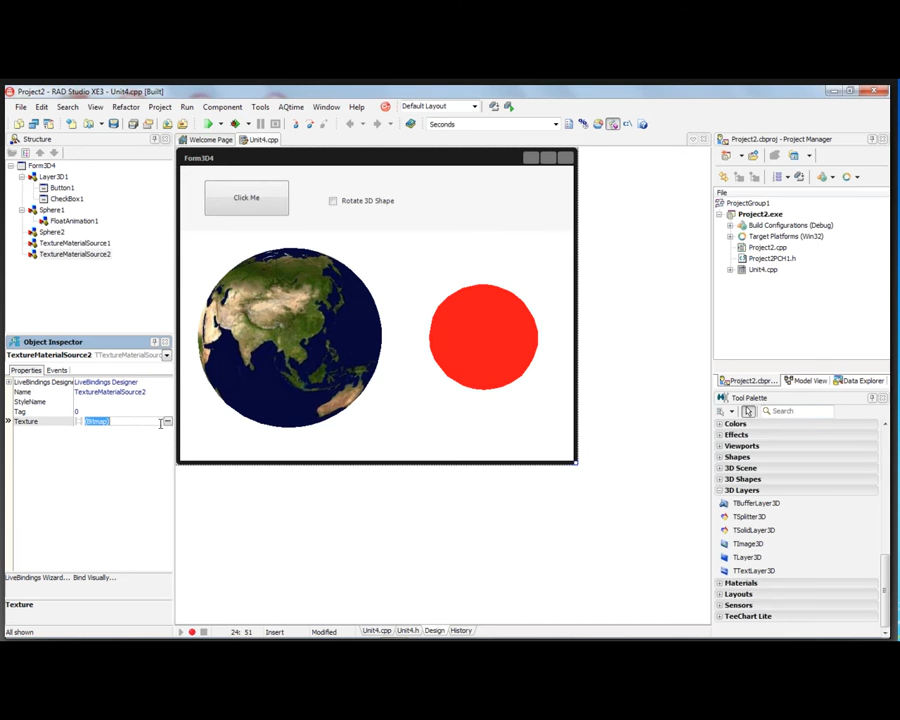 Project2 - RAD Studio XE3 - Unit4.cpp [Built]
File Edit Search View Refactor Project Run Component Tools AQtime Window Help Default Layout
Seconds
Structure
Welcome Page Unit4.cpp
Project2.cbproj - Project Manager
Form3D4
Layer3D1
Button1
CheckBox1
Sphere1
FloatAnimation1
Sphere2
TextureMaterialSource1
TextureMaterialSource2
Form3D4
Click Me
Rotate 3D Shape
File
ProjectGroup1
Project2.exe
Build Configurations (Debug)
Target Platforms (Win32)
Project2.cpp
Project2PCH1.h
Unit4.cpp
Object Inspector
TextureMaterialSource2 TTextureMaterialSourc
Properties Events
LiveBindings Designe LiveBindings Designer
Name TextureMaterialSource2
StyleName
Tag 0
Texture (Bitmap)
LiveBindings Wizard... Bind Visually...
Texture
All shown
Project2.cbpr... Model View Data Explorer
Tool Palette
Search
Colors
Effects
Viewports
Shapes
3D Scene
3D Shapes
3D Layers
TBufferLayer3D
TSplitter3D
TSolidLayer3D
TImage3D
TLayer3D
TTextLayer3D
Materials
Layouts
Sensors
TeeChart Lite
24: 51 Insert Modified Unit4.cpp Unit4.h Design History